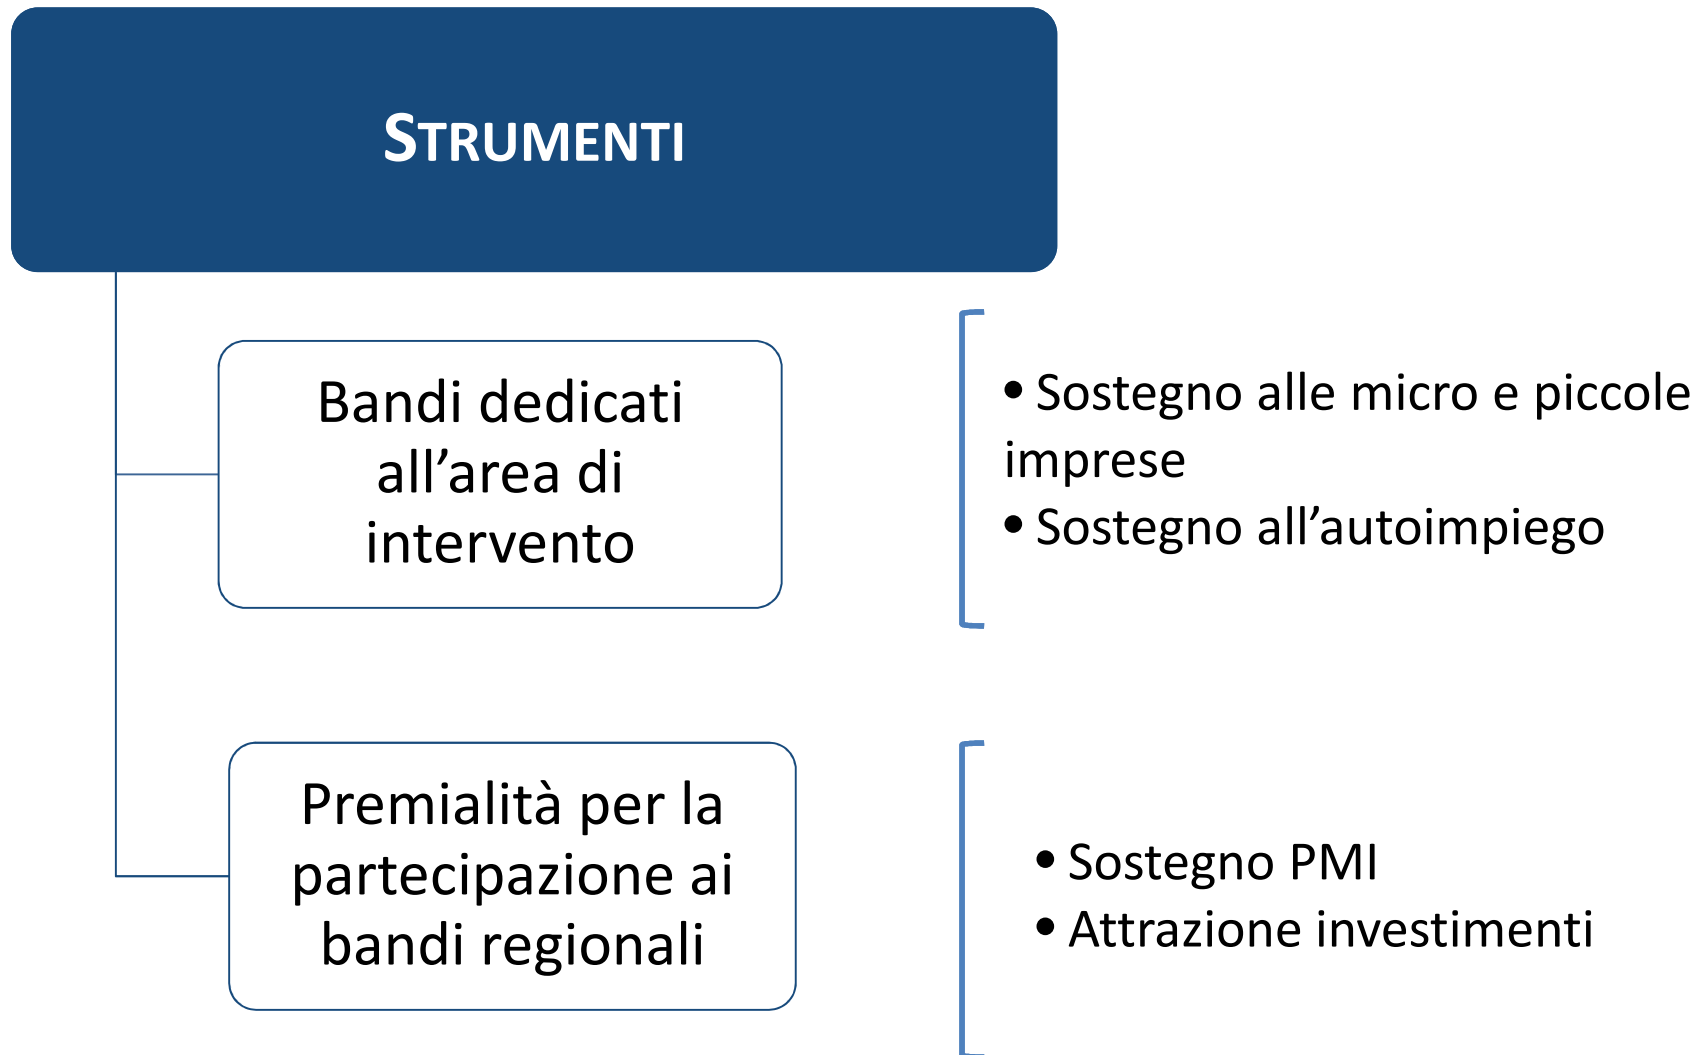 STRUMENTI
Bandi dedicati
all’area di
intervento
• Sostegno alle micro e piccole
imprese
• Sostegno all’autoimpiego
Premialità per la
partecipazione ai
bandi regionali
• Sostegno PMI
• Attrazione investimenti